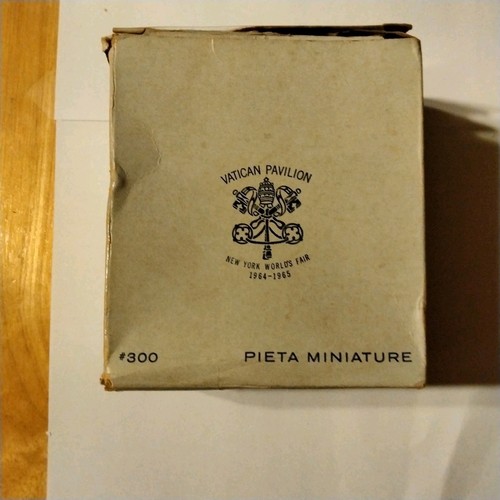 VATICAN PAVILION
NEW YORK WORLD'S FAIR
1964-1965
#300 PIETA MINIATURE